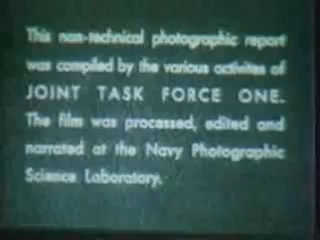 This non-technical photographic report
was compiled by the various activites of
JOINT TASK FORCE ONE.
The film was processed, edited and
narrated at the Navy Photographic
Science Laboratory.